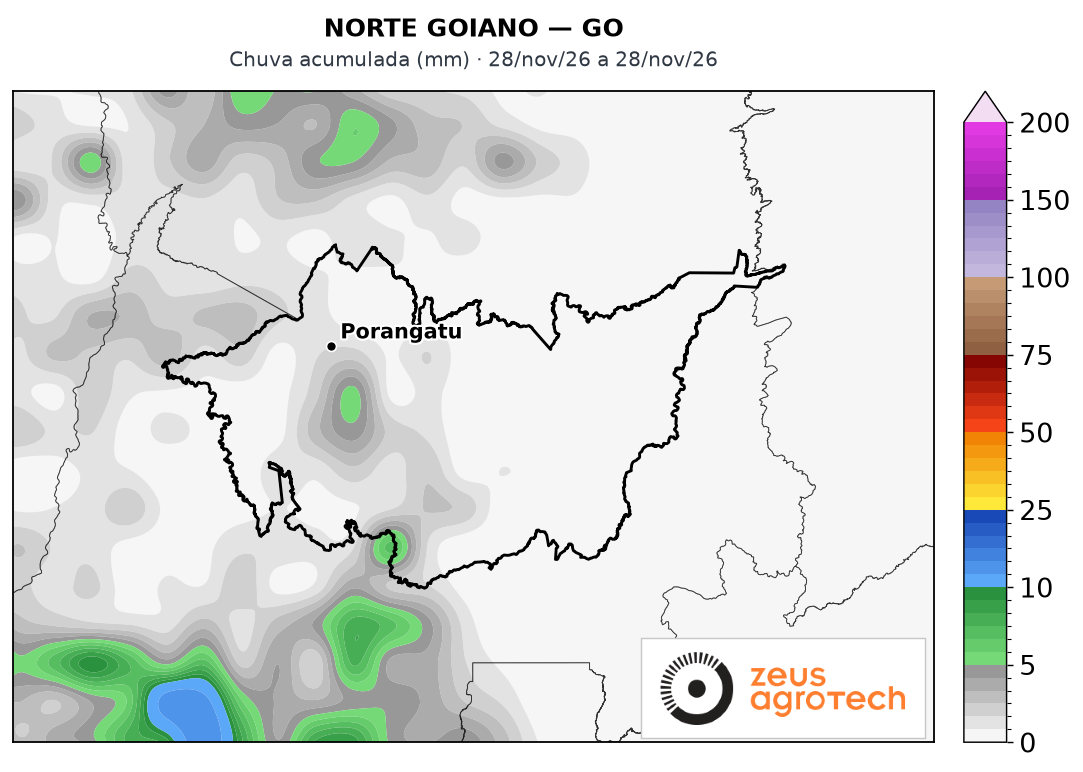 NORTE GOIANO — GO
Chuva acumulada (mm) · 28/nov/26 a 28/nov/26
200
150
100
75
50
25
10
5
0
Porangatu
zeus
agrotech